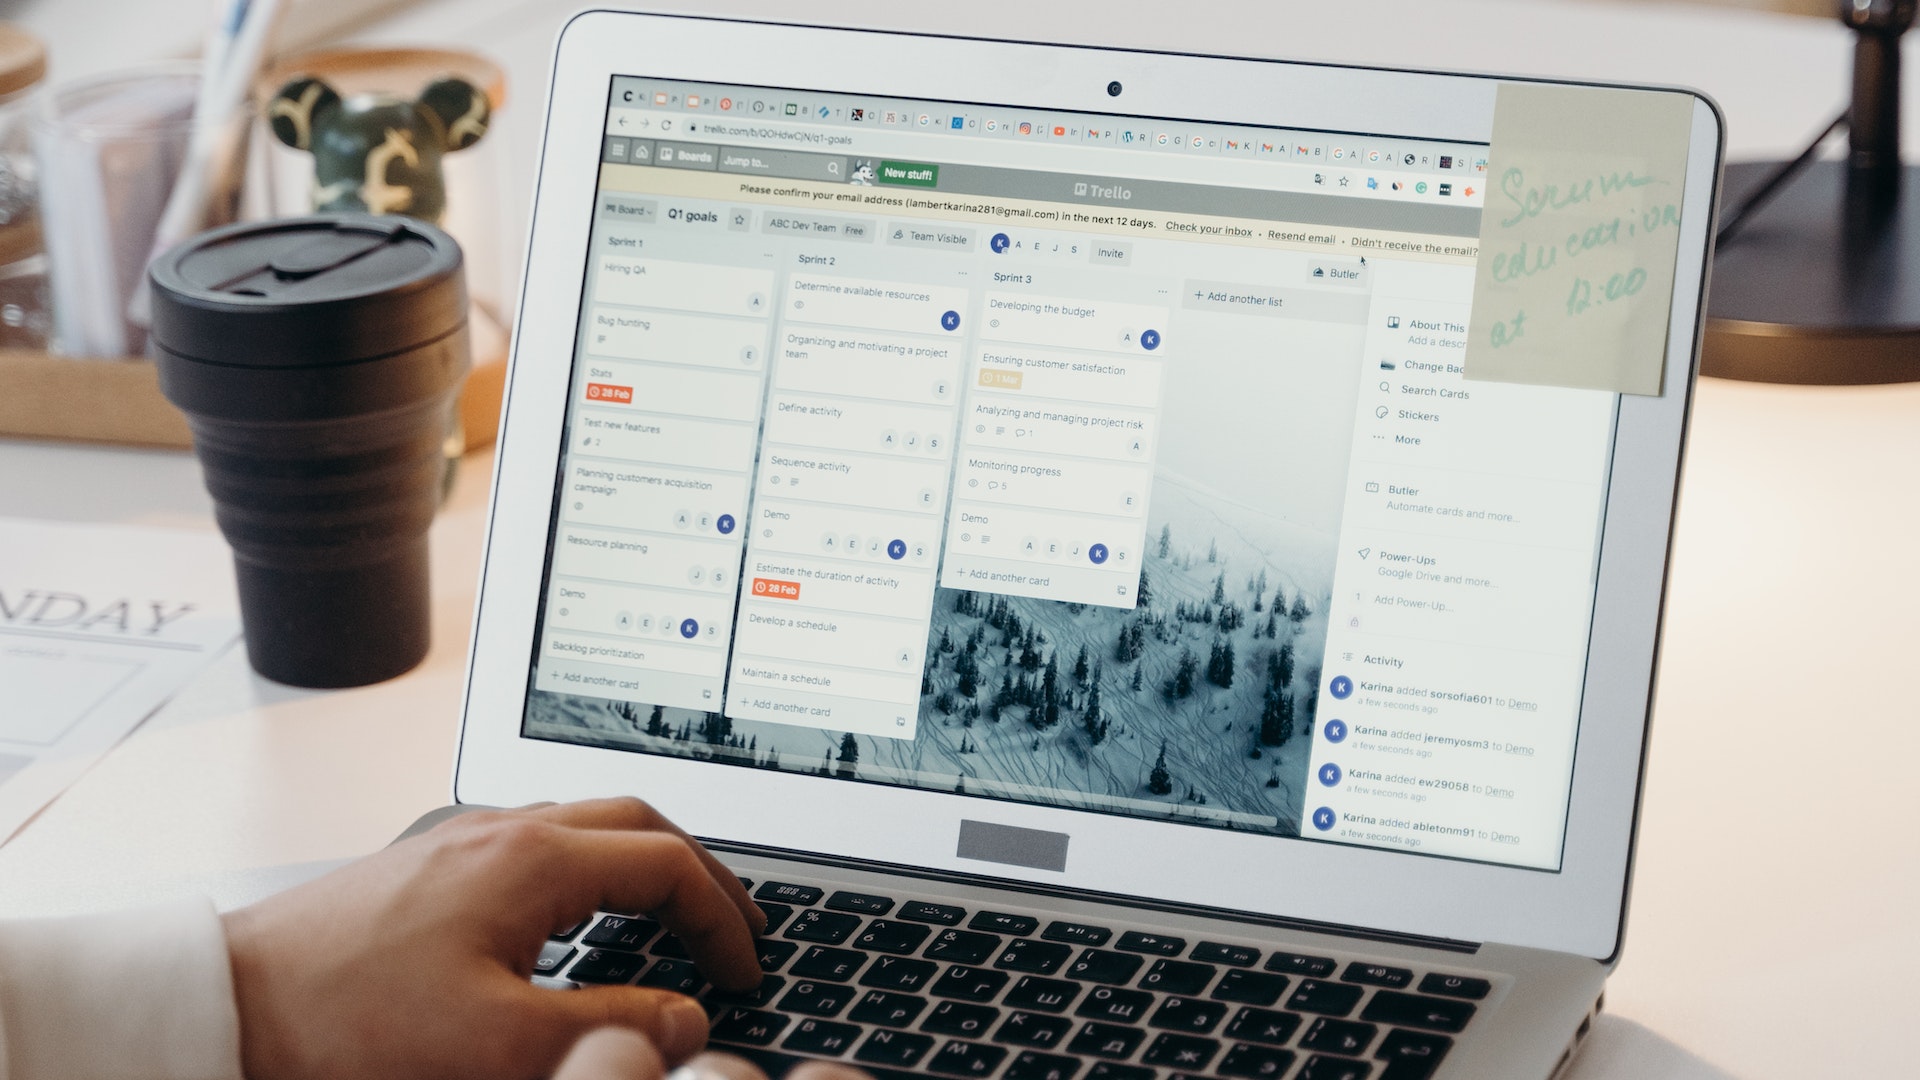 trello.com/b/QOHdwCjN/q1-goals
Boards
Jump to...
New stuff!
Trello
Please confirm your email address (lambertkarina281@gmail.com) in the next 12 days. Check your inbox • Resend email • Didn't receive the email?
Board
Q1 goals
ABC Dev Team Free
Team Visible
K A E J S
Invite
Butler
Sprint 1
Hiring QA
A
Bug hunting
E
Stats
28 Feb
Test new features
2
Planning customers acquisition
campaign
A E K
Resource planning
J S
Demo
A E J K S
Backlog prioritization
+ Add another card
Sprint 2
Determine available resources
K
Organizing and motivating a project
team
E
Define activity
A J S
Sequence activity
E
Demo
A E J K S
Estimate the duration of activity
28 Feb
Develop a schedule
A
Maintain a schedule
+ Add another card
Sprint 3
Developing the budget
A K
Ensuring customer satisfaction
1 Mar
Analyzing and managing project risk
1
A
Monitoring progress
5
E
Demo
A E J K S
+ Add another card
+ Add another list
About This
Add a descr
Change Bac
Search Cards
Stickers
More
Butler
Automate cards and more...
Power-Ups
Google Drive and more...
1 Add Power-Up...
Activity
K Karina added sorsofia601 to Demo
a few seconds ago
K Karina added jeremyosm3 to Demo
a few seconds ago
K Karina added ew29058 to Demo
a few seconds ago
K Karina added abletonm91 to Demo
a few seconds ago
Scrum
education
at 12:00
NDAY